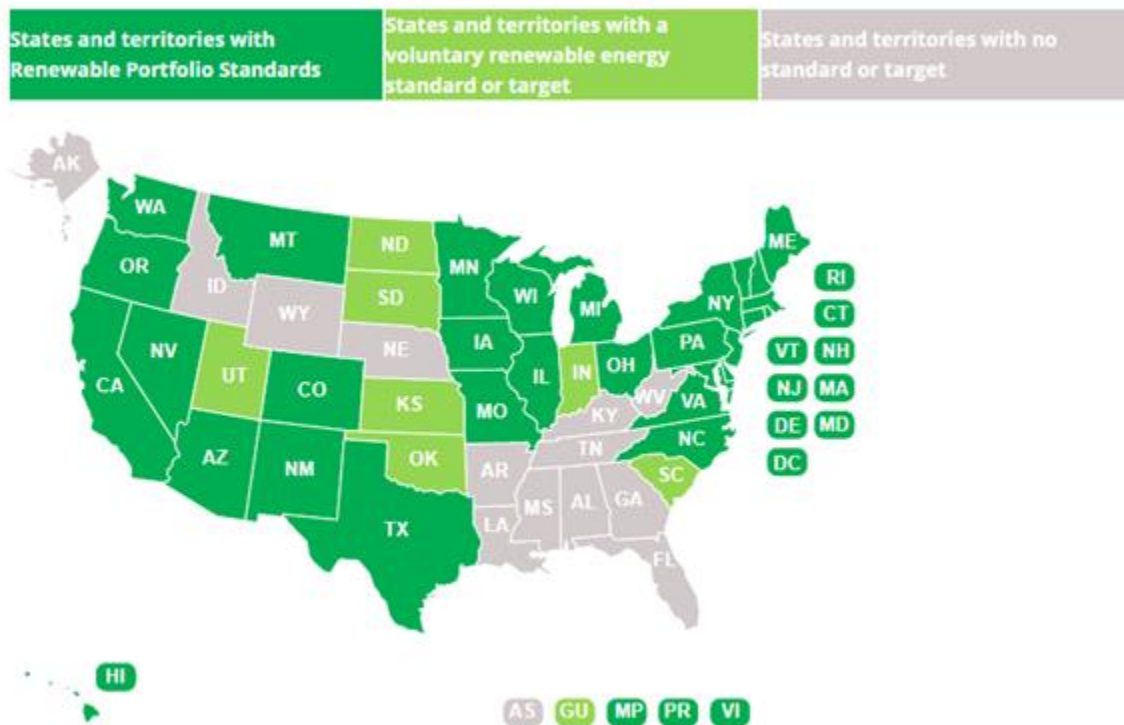 States and territories with
Renewable Portfolio Standards
States and territories with a
voluntary renewable energy
standard or target
States and territories with no
standard or target
AK
WA
MT
ND
MN
ME
OR
ID
SD
WI
MI
NY
RI
WY
CT
NV
NE
IA
PA
VT NH
CA
UT
CO
IL
IN
OH
KS
MO
WV
VA
NJ MA
KY
AZ
NM
OK
AR
TN
NC
DE MD
SC
DC
TX
LA
MS
AL
GA
FL
HI
AS GU MP PR VI